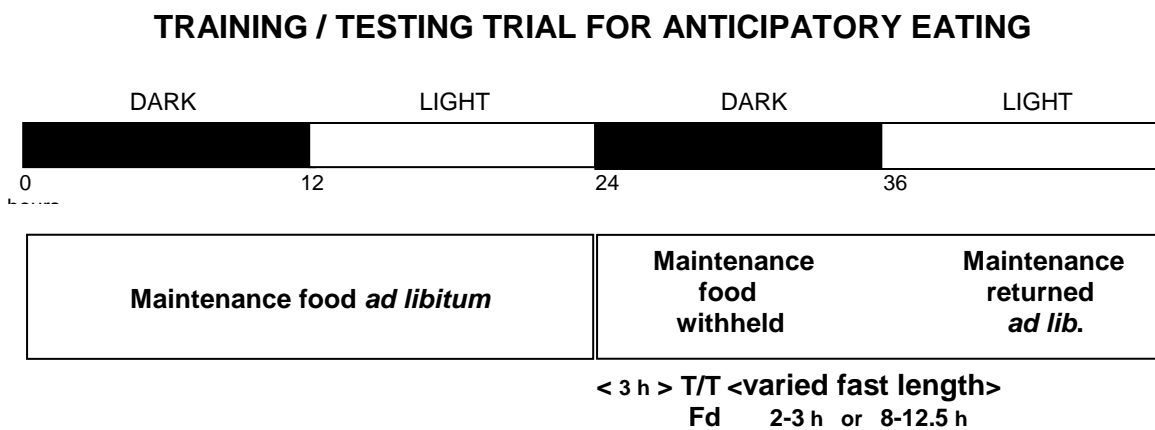 TRAINING / TESTING TRIAL FOR ANTICIPATORY EATING
DARK LIGHT DARK LIGHT
0 12 24 36
hours
Maintenance food ad libitum
Maintenance food withheld
Maintenance returned ad lib.
< 3 h > T/T <varied fast length>
Fd 2-3 h or 8-12.5 h